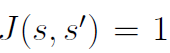 J(s, s′) = 1